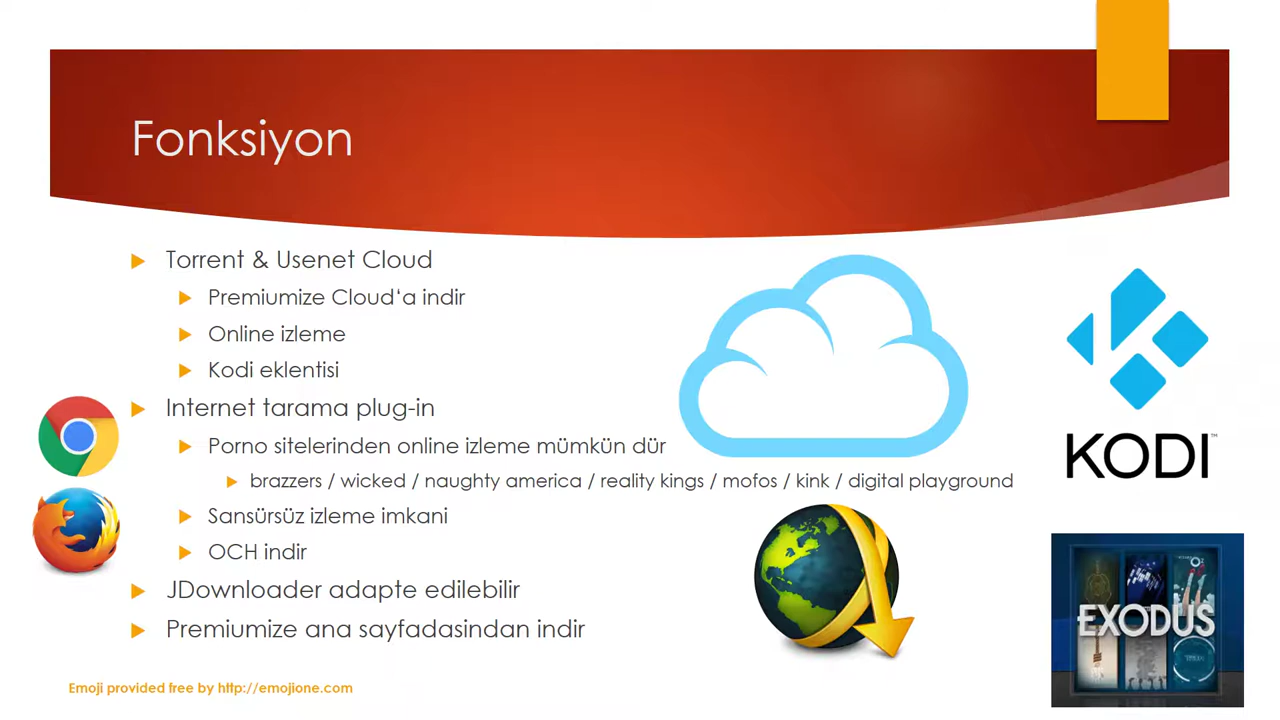 Fonksiyon
Torrent & Usenet Cloud
Premiumize Cloud‘a indir
Online izleme
Kodi eklentisi
Internet tarama plug-in
Porno sitelerinden online izleme mümkün dür
brazzers / wicked / naughty america / reality kings / mofos / kink / digital playground
Sansürsüz izleme imkani
OCH indir
JDownloader adapte edilebilir
Premiumize ana sayfadasindan indir
KODI™
EXODUS
Emoji provided free by http://emojione.com